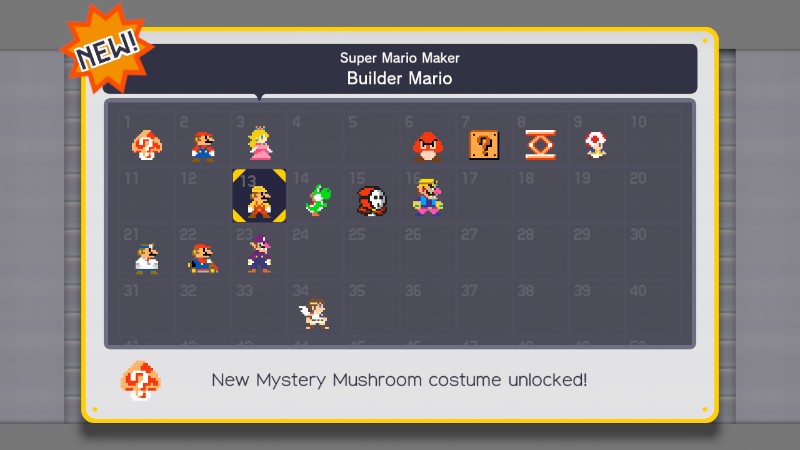 NEW!
Super Mario Maker
Builder Mario
1 2 3 4 5 6 7 8 9 10
11 12 13 14 15 16 17 18 19 20
21 22 23 24 25 26 27 28 29 30
31 32 33 34 35 36 37 38 39 40
New Mystery Mushroom costume unlocked!